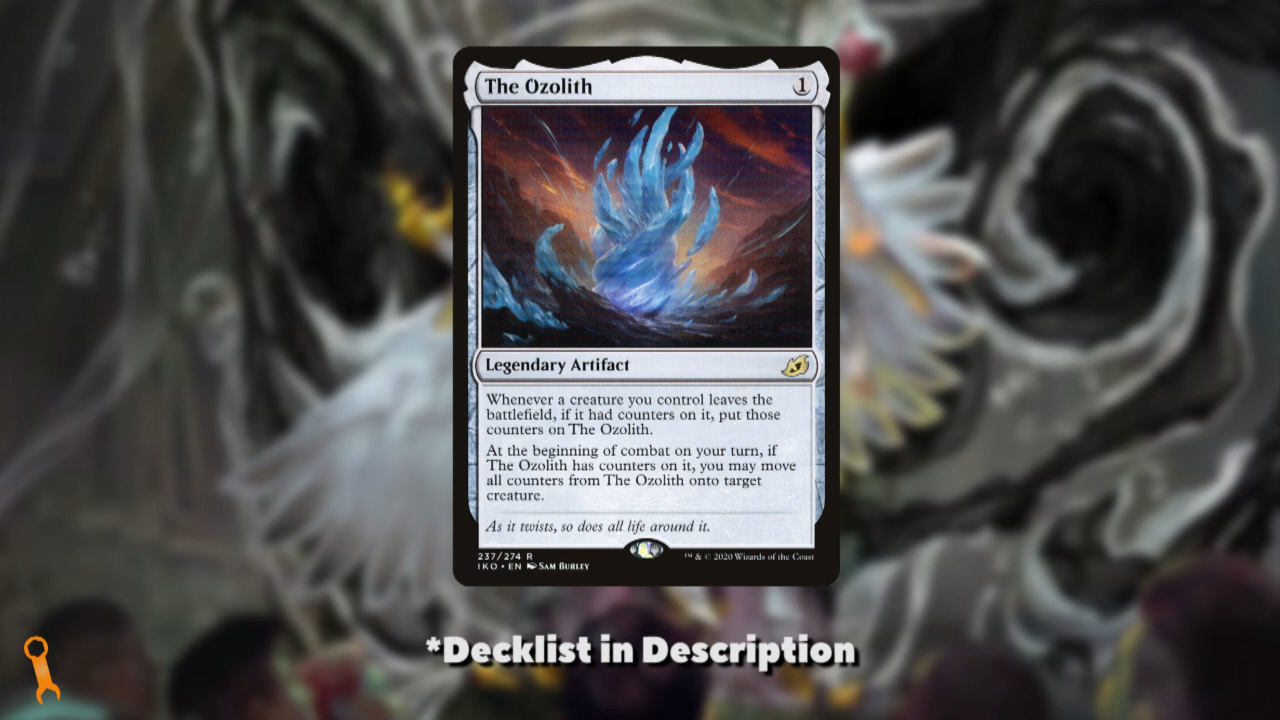 The Ozolith 1
Legendary Artifact
Whenever a creature you control leaves the
battlefield, if it had counters on it, put those
counters on The Ozolith.
At the beginning of combat on your turn, if
The Ozolith has counters on it, you may move
all counters from The Ozolith onto target
creature.
As it twists, so does all life around it.
237/274 R
™ & © 2020 Wizards of the Coast
IKO • EN Sam Burley
*Decklist in Description